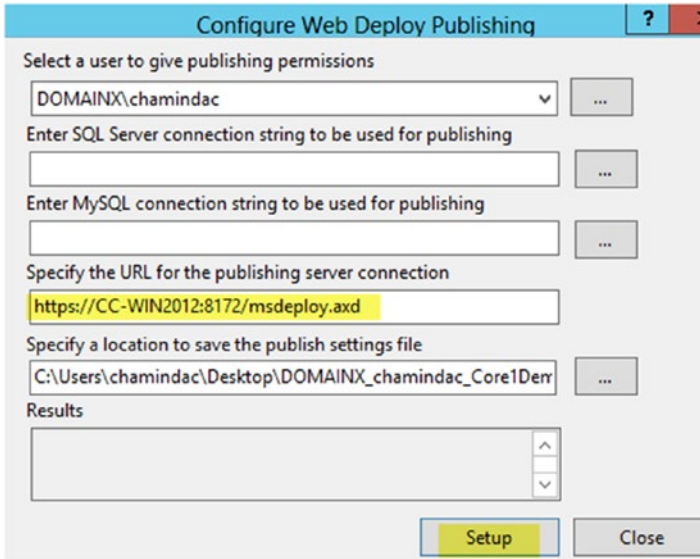 Configure Web Deploy Publishing
?
Select a user to give publishing permissions
DOMAINX\chamindac
...
Enter SQL Server connection string to be used for publishing
...
Enter MySQL connection string to be used for publishing
...
Specify the URL for the publishing server connection
https://CC-WIN2012:8172/msdeploy.axd
Specify a location to save the publish settings file
C:\Users\chamindac\Desktop\DOMAINX_chamindac_Core1Dem
...
Results
Setup
Close